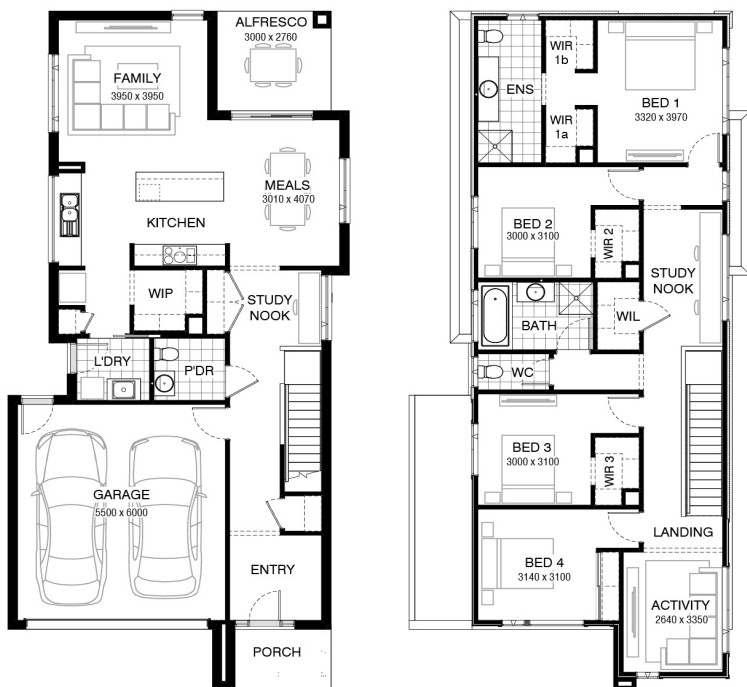 ALFRESCO
3000 x 2760
FAMILY
3950 x 3950
MEALS
3010 x 4070
KITCHEN
WIP
STUDY
NOOK
L'DRY
P'DR
GARAGE
5500 x 6000
ENTRY
PORCH
WIR
1b
ENS
BED 1
3320 x 3970
WIR
1a
BED 2
3000 x 3100
WIR 2
STUDY
NOOK
WIL
BATH
WC
BED 3
3000 x 3100
WIR 3
LANDING
BED 4
3140 x 3100
ACTIVITY
2640 x 3350